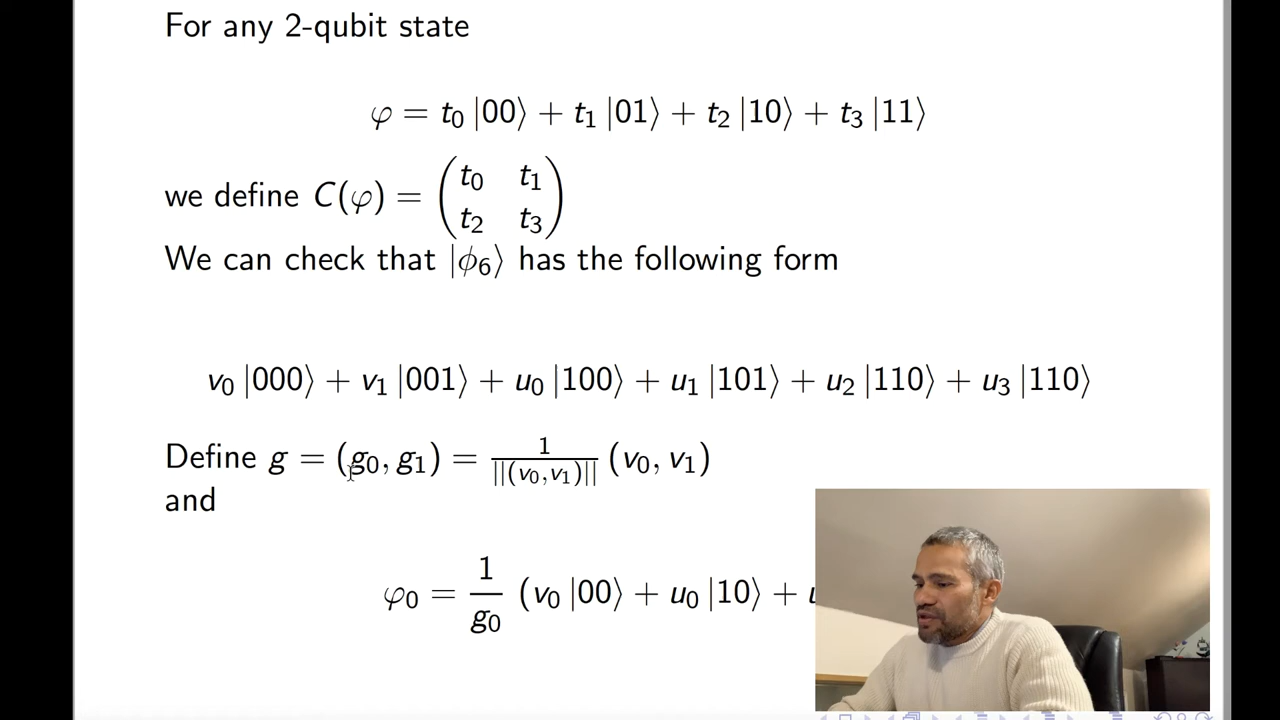 For any 2-qubit state
φ = t₀ |00⟩ + t₁ |01⟩ + t₂ |10⟩ + t₃ |11⟩
we define C(φ) = ( t₀ t₁
t₂ t₃ )
We can check that |ϕ₆⟩ has the following form
v₀ |000⟩ + v₁ |001⟩ + u₀ |100⟩ + u₁ |101⟩ + u₂ |110⟩ + u₃ |110⟩
Define g = (g₀, g₁) = 1/||(v₀,v₁)|| (v₀, v₁)
and
φ₀ = 1/g₀ (v₀ |00⟩ + u₀ |10⟩ +